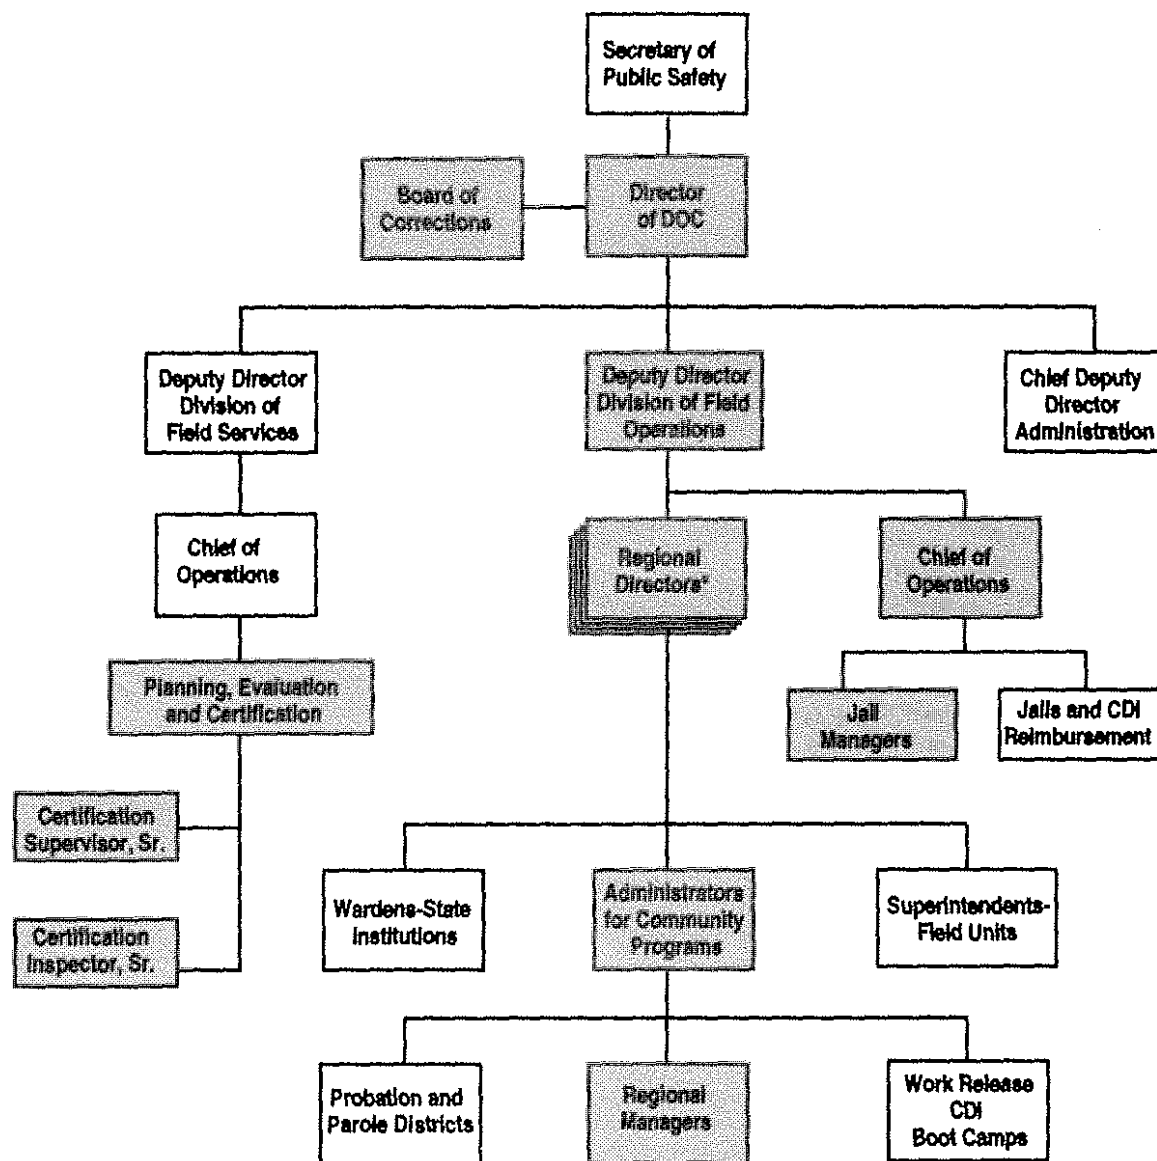 Secretary of
Public Safety
Board of
Corrections
Director
of DOC
Deputy Director
Division of
Field Services
Deputy Director
Division of Field
Operations
Chief Deputy
Director
Administration
Chief of
Operations
Regional
Directors*
Chief of
Operations
Planning, Evaluation
and Certification
Jail
Managers
Jails and CDI
Reimbursement
Certification
Supervisor, Sr.
Certification
Inspector, Sr.
Wardens-State
Institutions
Administrators
for Community
Programs
Superintendents-
Field Units
Probation and
Parole Districts
Regional
Managers
Work Release
CDI
Boot Camps